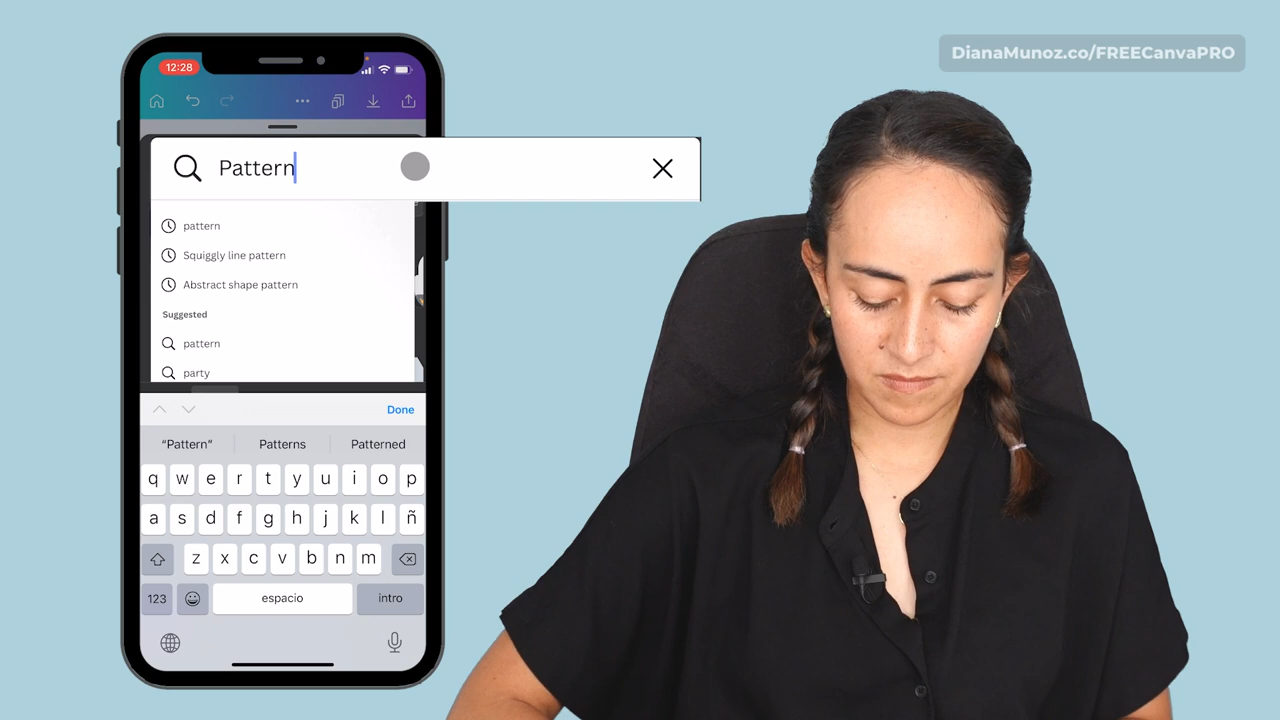 DianaMunoz.co/FREECanvaPRO
12:28
Pattern
pattern
Squiggly line pattern
Abstract shape pattern
Suggested
pattern
party
Done
“Pattern” Patterns Patterned
q w e r t y u i o p
a s d f g h j k l ñ
z x c v b n m
123 espacio intro